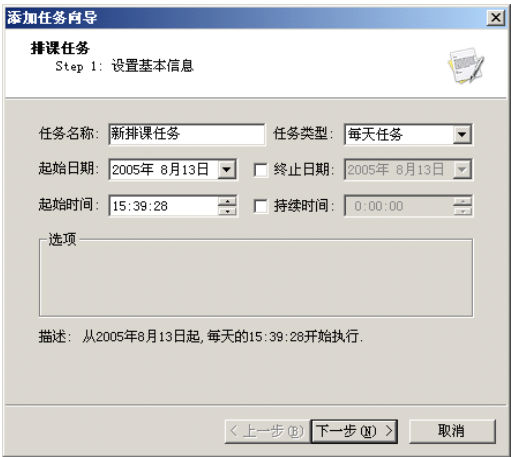 添加任务向导
排课任务
Step 1: 设置基本信息
任务名称: 新排课任务 任务类型: 每天任务
起始日期: 2005年 8月13日 终止日期: 2005年 8月13日
起始时间: 15:39:28 持续时间: 0:00:00
选项
描述: 从2005年8月13日起,每天的15:39:28开始执行.
< 上一步(B) 下一步(N) > 取消